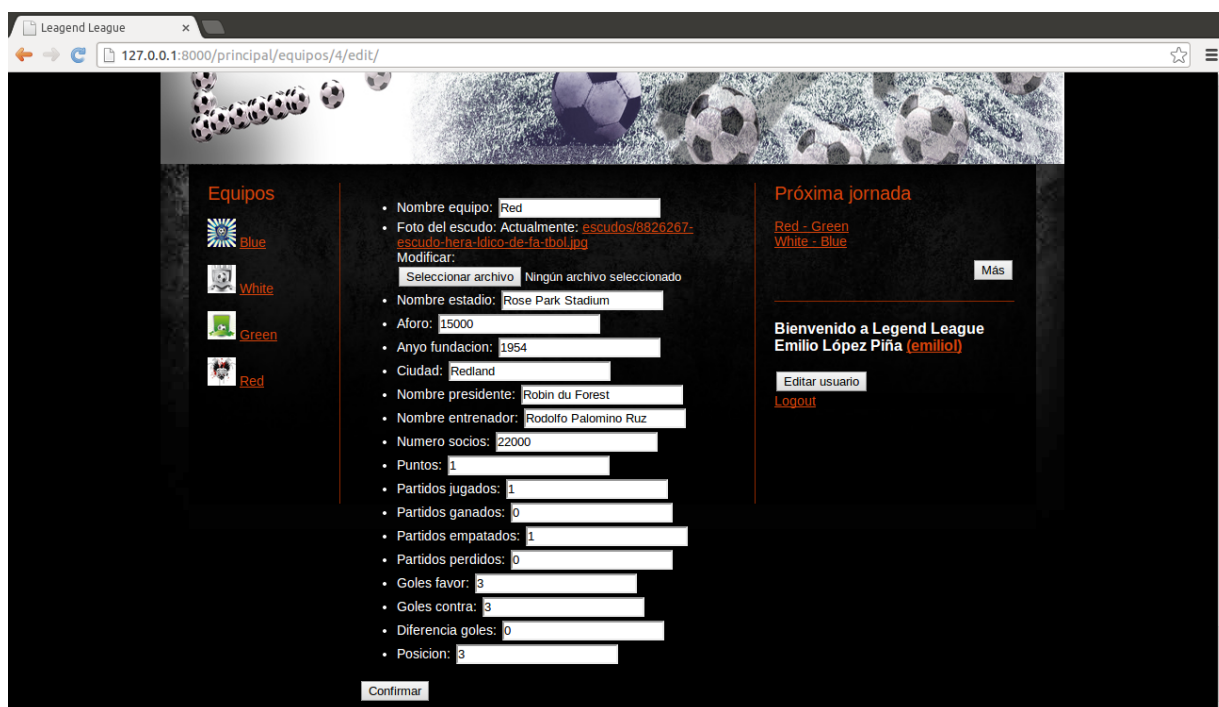 Leagend League
127.0.0.1:8000/principal/equipos/4/edit/
Equipos
Blue
White
Green
Red
Nombre equipo: Red
Foto del escudo: Actualmente: escudos/8826267-
escudo-hera-ldico-de-fa-tbol.jpg
Modificar:
Seleccionar archivo Ningún archivo seleccionado
Nombre estadio: Rose Park Stadium
Aforo: 15000
Anyo fundacion: 1954
Ciudad: Redland
Nombre presidente: Robin du Forest
Nombre entrenador: Rodolfo Palomino Ruz
Numero socios: 22000
Puntos: 1
Partidos jugados: 1
Partidos ganados: 0
Partidos empatados: 1
Partidos perdidos: 0
Goles favor: 3
Goles contra: 3
Diferencia goles: 0
Posicion: 3
Confirmar
Próxima jornada
Red - Green
White - Blue
Más
Bienvenido a Legend League
Emilio López Piña (emiliol)
Editar usuario
Logout